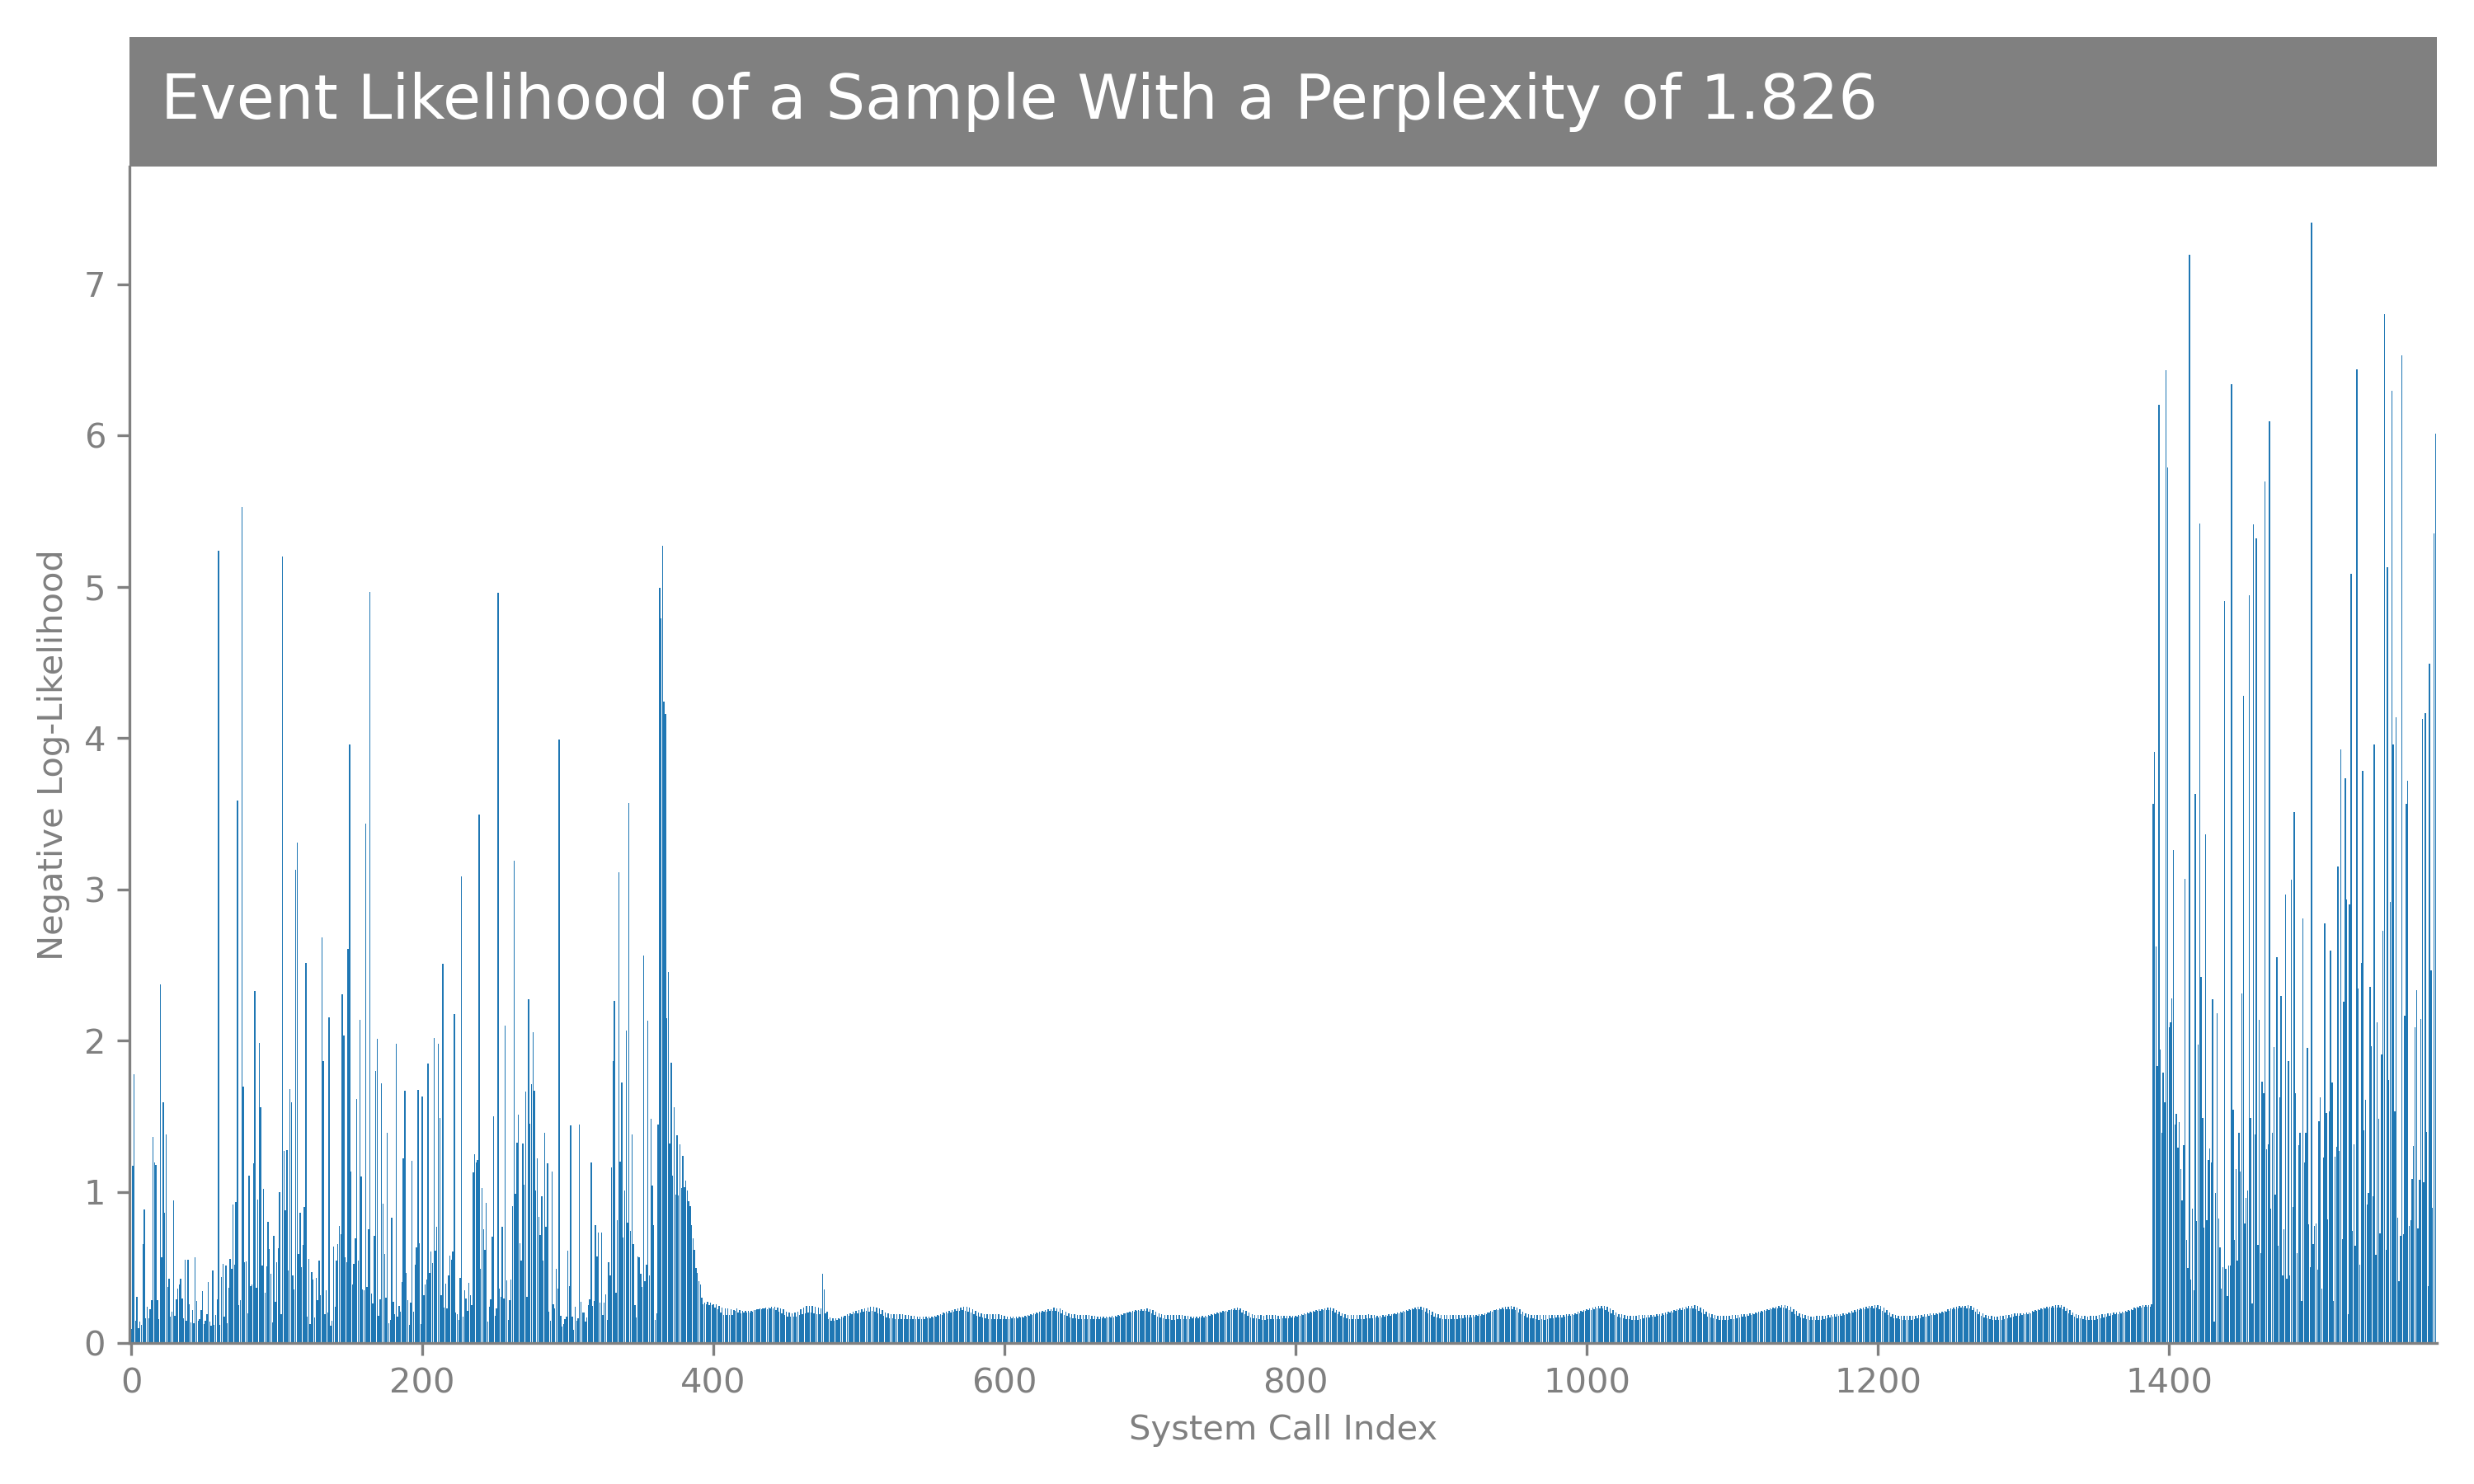 Event Likelihood of a Sample With a Perplexity of 1.826
Negative Log-Likelihood
7
6
5
4
3
2
1
0
0 200 400 600 800 1000 1200 1400
System Call Index